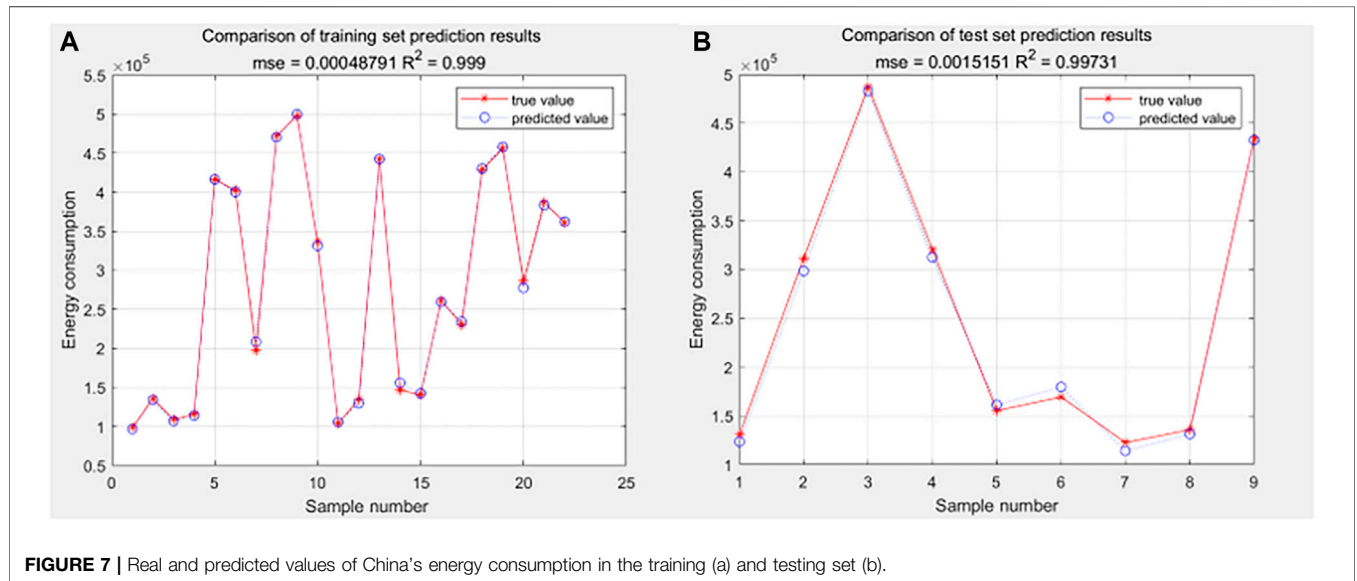 A
Comparison of training set prediction results
mse = 0.00048791 R² = 0.999
×10⁵
5.5
5
4.5
4
3.5
3
2.5
2
1.5
1
0.5
Energy consumption
true value
predicted value
0 5 10 15 20 25
Sample number
B
Comparison of test set prediction results
mse = 0.0015151 R² = 0.99731
×10⁵
5
4.5
4
3.5
3
2.5
2
1.5
1
Energy consumption
true value
predicted value
1 2 3 4 5 6 7 8 9
Sample number
FIGURE 7 | Real and predicted values of China's energy consumption in the training (a) and testing set (b).